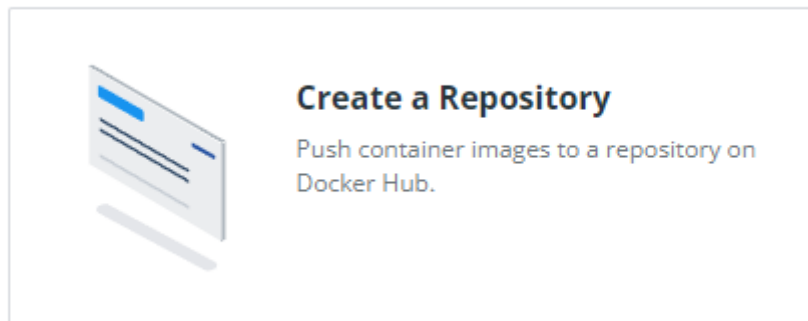 Create a Repository
Push container images to a repository on
Docker Hub.